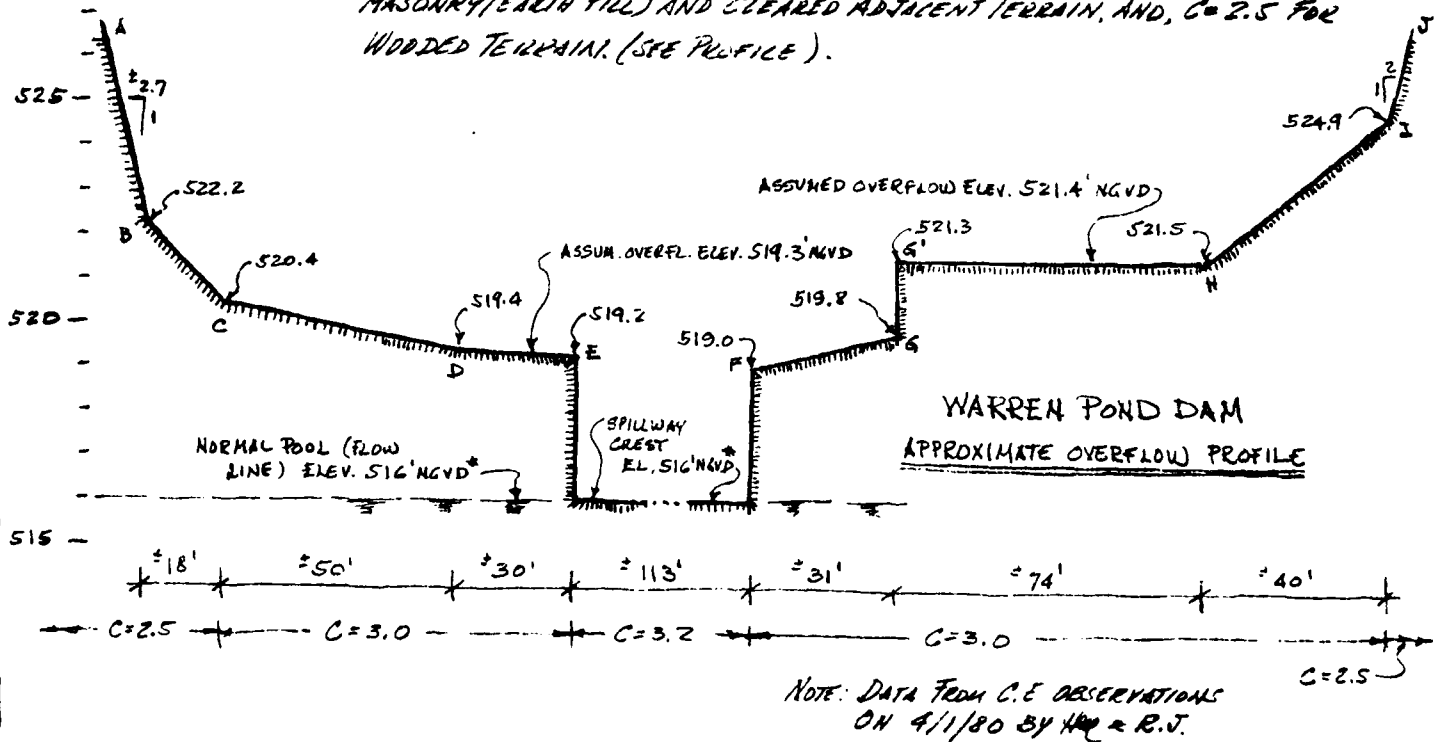 MASONRY/EARTH FILL) AND CLEARED ADJACENT TERRAIN, AND, C=2.5 FOR
WOODED TERRAIN. (SEE PROFILE).
A
J
±2.7
1
2
1
525
524.9
I
522.2
B
ASSUMED OVERFLOW ELEV. 521.4' NGVD
521.3
521.5
G'
H
520.4
ASSUM. OVERFL. ELEV. 519.3' NGVD
C
519.4
519.2
519.8
520
D
E
519.0
F
G
WARREN POND DAM
APPROXIMATE OVERFLOW PROFILE
NORMAL POOL (FLOW
LINE) ELEV. 516' NGVD*
SPILLWAY
CREST
EL. 516' NGVD*
515
±18'
±50'
±30'
±113'
±31'
±74'
±40'
C=2.5
C=3.0
C=3.2
C=3.0
C=2.5
NOTE: DATA FROM C.E OBSERVATIONS
ON 4/1/80 BY & R.J.